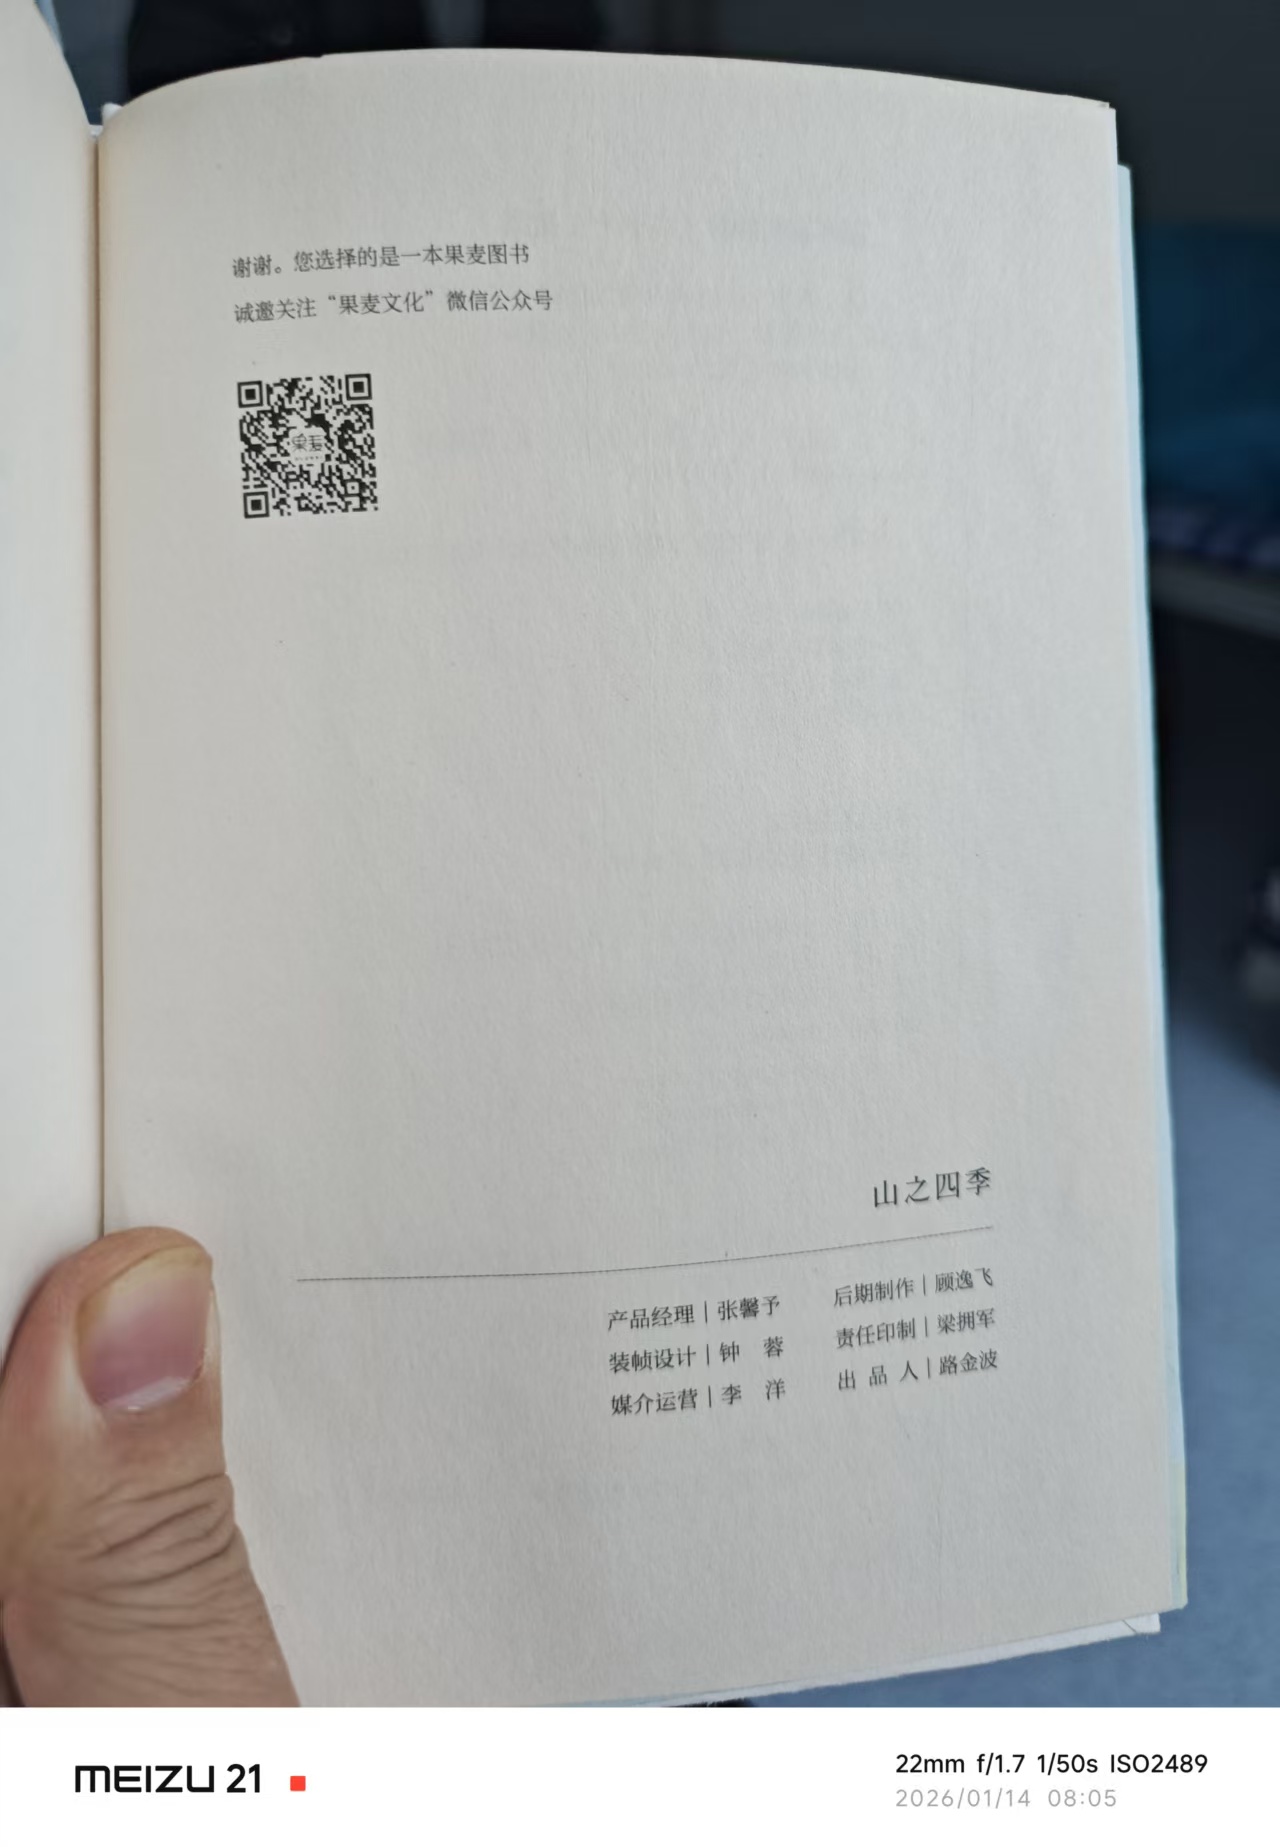 谢谢。您选择的是一本果麦图书
诚邀关注“果麦文化”微信公众号
果麦
山之四季
产品经理｜张馨予 后期制作｜顾逸飞
装帧设计｜钟 蓉 责任印制｜梁拥军
媒介运营｜李 洋 出 品 人｜路金波
MEIZU 21
22mm f/1.7 1/50s ISO2489
2026/01/14 08:05